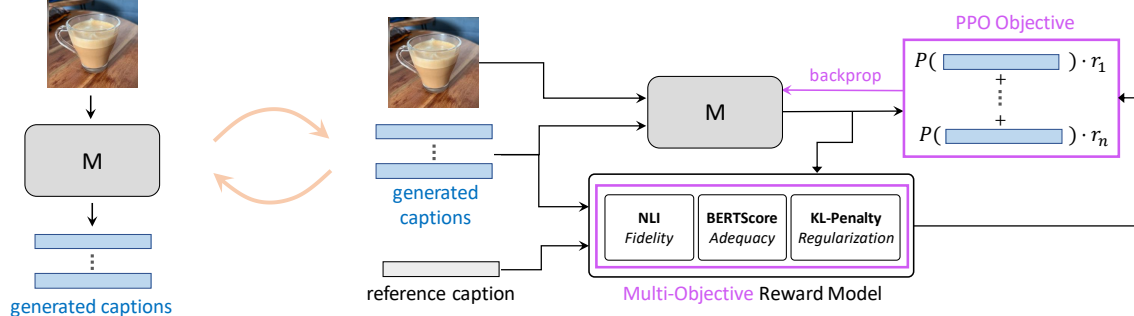 M
generated captions
generated
captions
reference caption
M
backprop
PPO Objective
P( ) · r₁
+
⋮
+
P( ) · rₙ
NLI
Fidelity
BERTScore
Adequacy
KL-Penalty
Regularization
Multi-Objective Reward Model